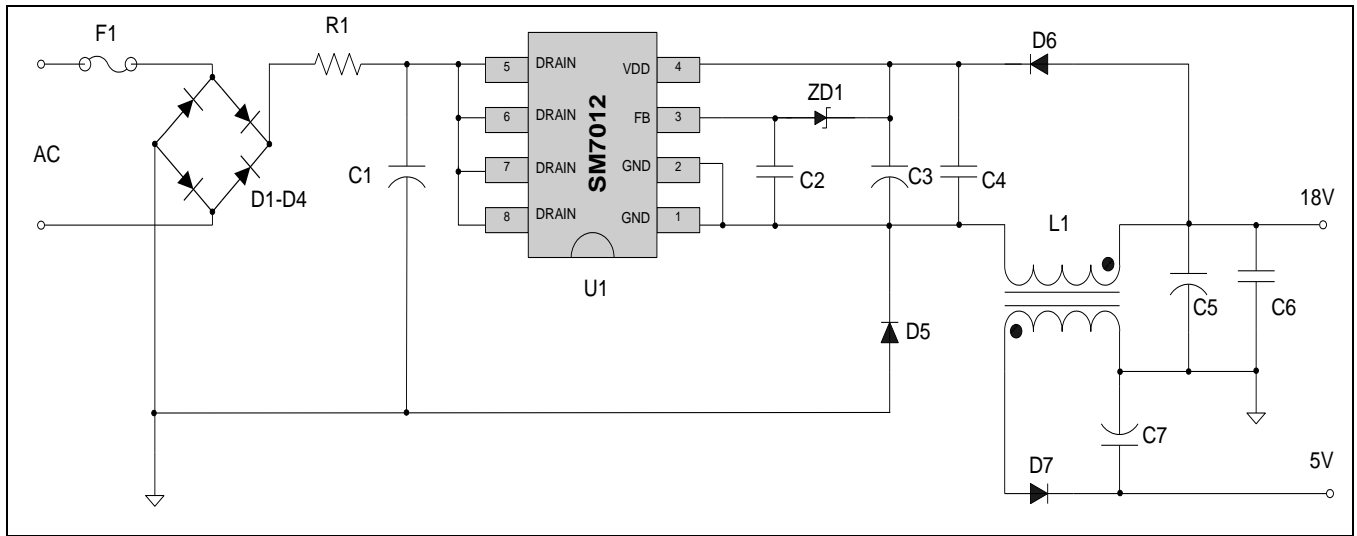 F1
R1
D6
5 DRAIN VDD 4
ZD1
6 DRAIN FB 3
SM7012
AC
C1
7 DRAIN GND 2
C2
C3
C4
D1-D4
8 DRAIN GND 1
L1
18V
U1
C5
C6
D5
C7
D7
5V